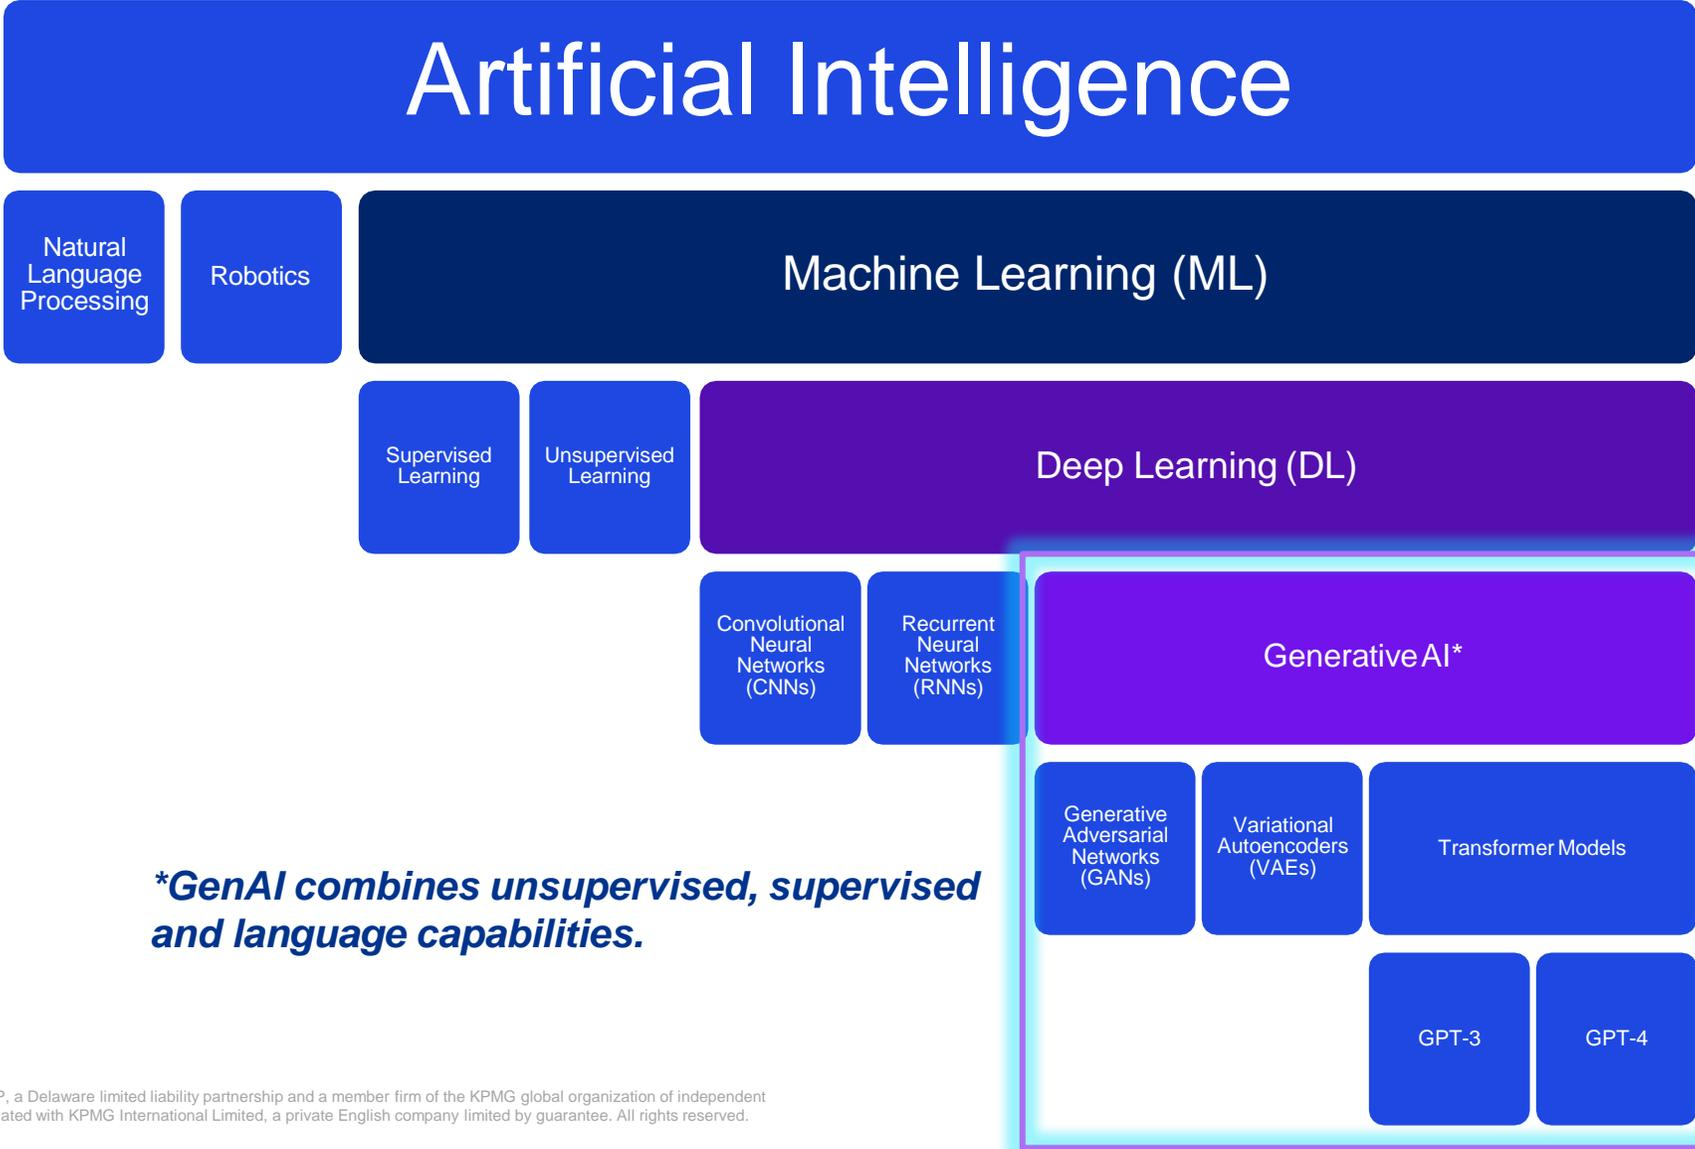 Artificial Intelligence
Natural
Language
Processing
Robotics
Machine Learning (ML)
Supervised
Learning
Unsupervised
Learning
Deep Learning (DL)
Convolutional
Neural
Networks
(CNNs)
Recurrent
Neural
Networks
(RNNs)
Generative AI*
Generative
Adversarial
Networks
(GANs)
Variational
Autoencoders
(VAEs)
Transformer Models
*GenAI combines unsupervised, supervised
and language capabilities.
GPT-3
GPT-4
P, a Delaware limited liability partnership and a member firm of the KPMG global organization of independent
ated with KPMG International Limited, a private English company limited by guarantee. All rights reserved.